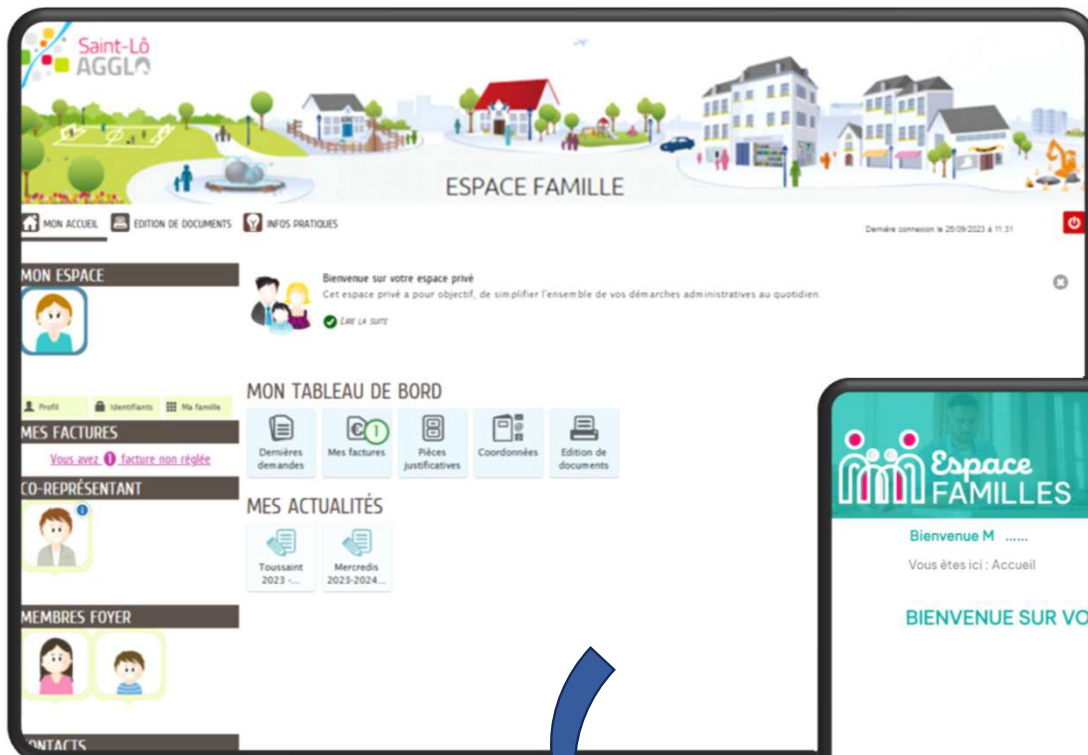 Saint-Lô
AGGLO
ESPACE FAMILLE
MON ACCUEIL EDITION DE DOCUMENTS INFOS PRATIQUES
Dernière connexion le 26/09/2023 à 11:31
MON ESPACE
Bienvenue sur votre espace privé
Cet espace privé a pour objectif, de simplifier l'ensemble de vos démarches administratives au quotidien.
LIRE LA SUITE
Profil Identifiants Ma famille
MES FACTURES
Vous avez 1 facture non réglée
CO-REPRÉSENTANT
MEMBRES FOYER
CONTACTS
MON TABLEAU DE BORD
Dernières
demandes
Mes factures
1
Pièces
justificatives
Coordonnées
Edition de
documents
MES ACTUALITÉS
Toussaint
2023 -...
Mercredis
2023-2024...
Espace
FAMILLES
Bienvenue M ......
Vous êtes ici : Accueil
BIENVENUE SUR VO